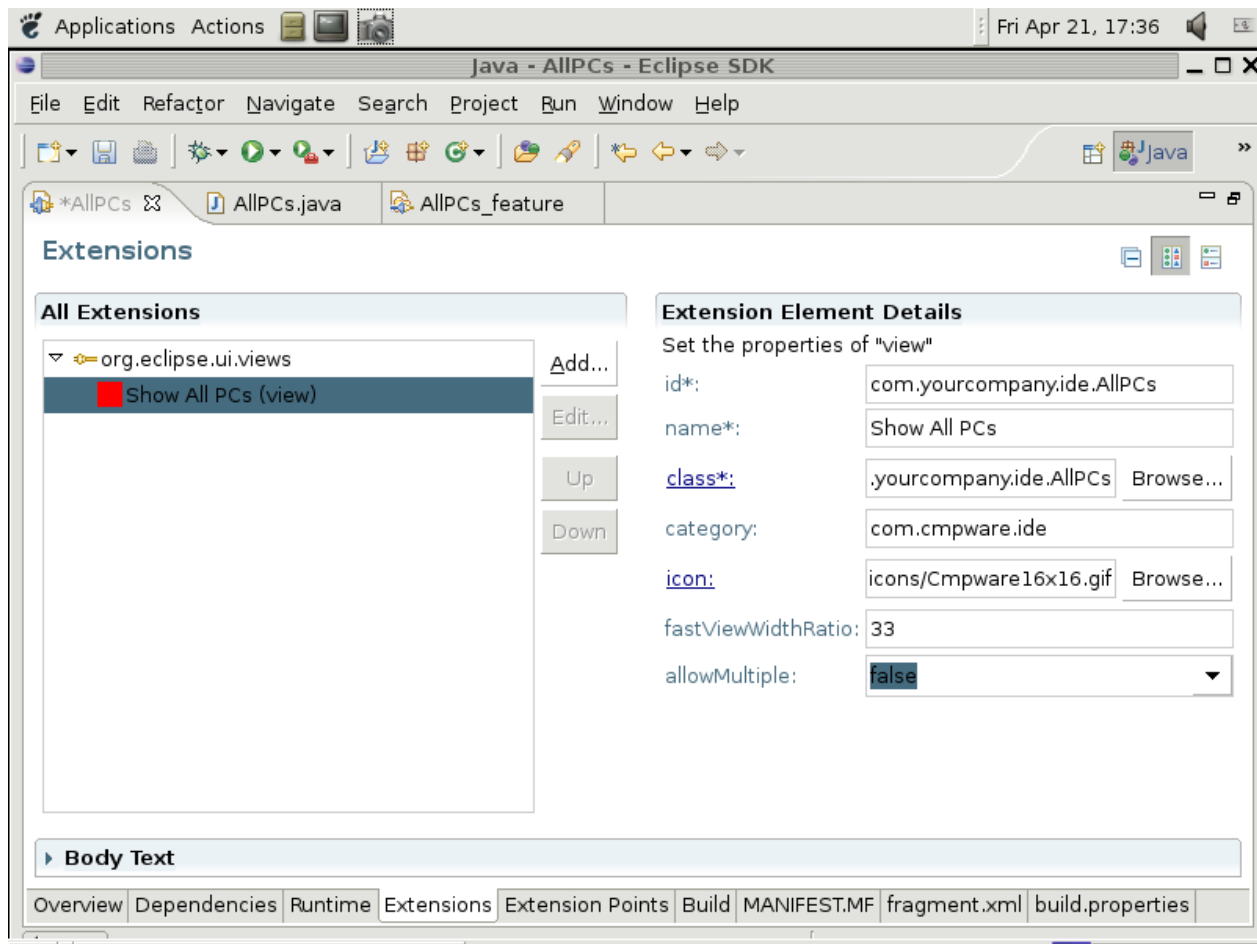 Applications Actions Fri Apr 21, 17:36
Java - AllPCs - Eclipse SDK
File Edit Refactor Navigate Search Project Run Window Help
Java »
*AllPCs AllPCs.java AllPCs_feature
Extensions
All Extensions
org.eclipse.ui.views
Show All PCs (view)
Add...
Edit...
Up
Down
Extension Element Details
Set the properties of "view"
id*: com.yourcompany.ide.AllPCs
name*: Show All PCs
class*: .yourcompany.ide.AllPCs Browse...
category: com.cmpware.ide
icon: icons/Cmpware16x16.gif Browse...
fastViewWidthRatio: 33
allowMultiple: false
Body Text
Overview Dependencies Runtime Extensions Extension Points Build MANIFEST.MF fragment.xml build.properties